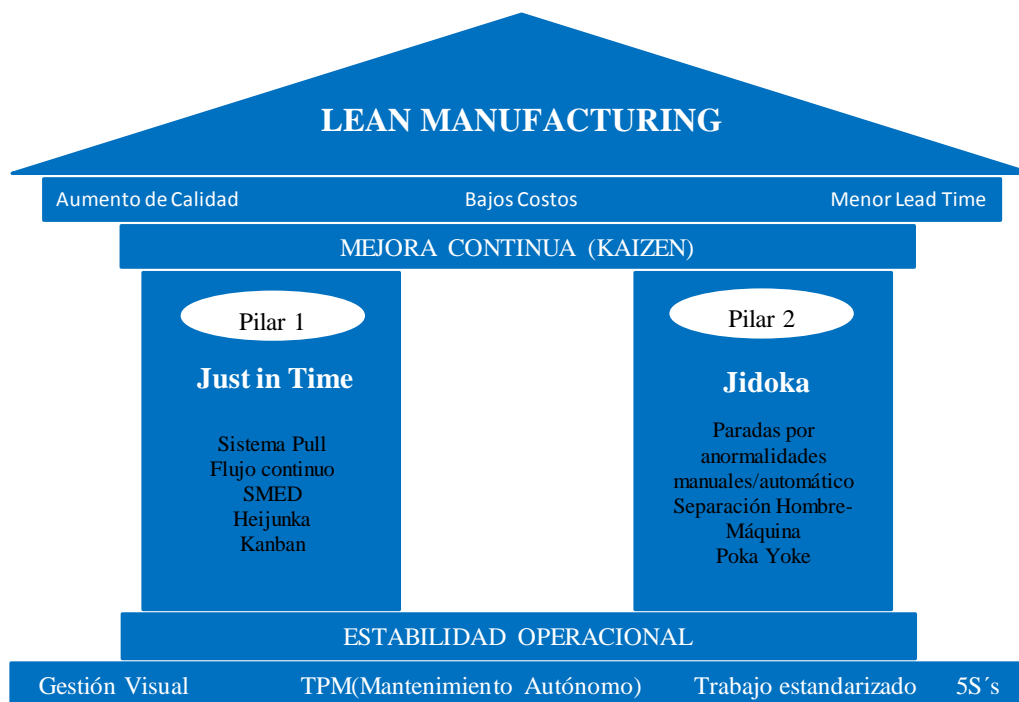 LEAN MANUFACTURING
Aumento de Calidad Bajos Costos Menor Lead Time
MEJORA CONTINUA (KAIZEN)
Pilar 1
Just in Time
Sistema Pull
Flujo continuo
SMED
Heijunka
Kanban
Pilar 2
Jidoka
Paradas por
anormalidades
manuales/automático
Separación Hombre-
Máquina
Poka Yoke
ESTABILIDAD OPERACIONAL
Gestión Visual TPM(Mantenimiento Autónomo) Trabajo estandarizado 5S´s